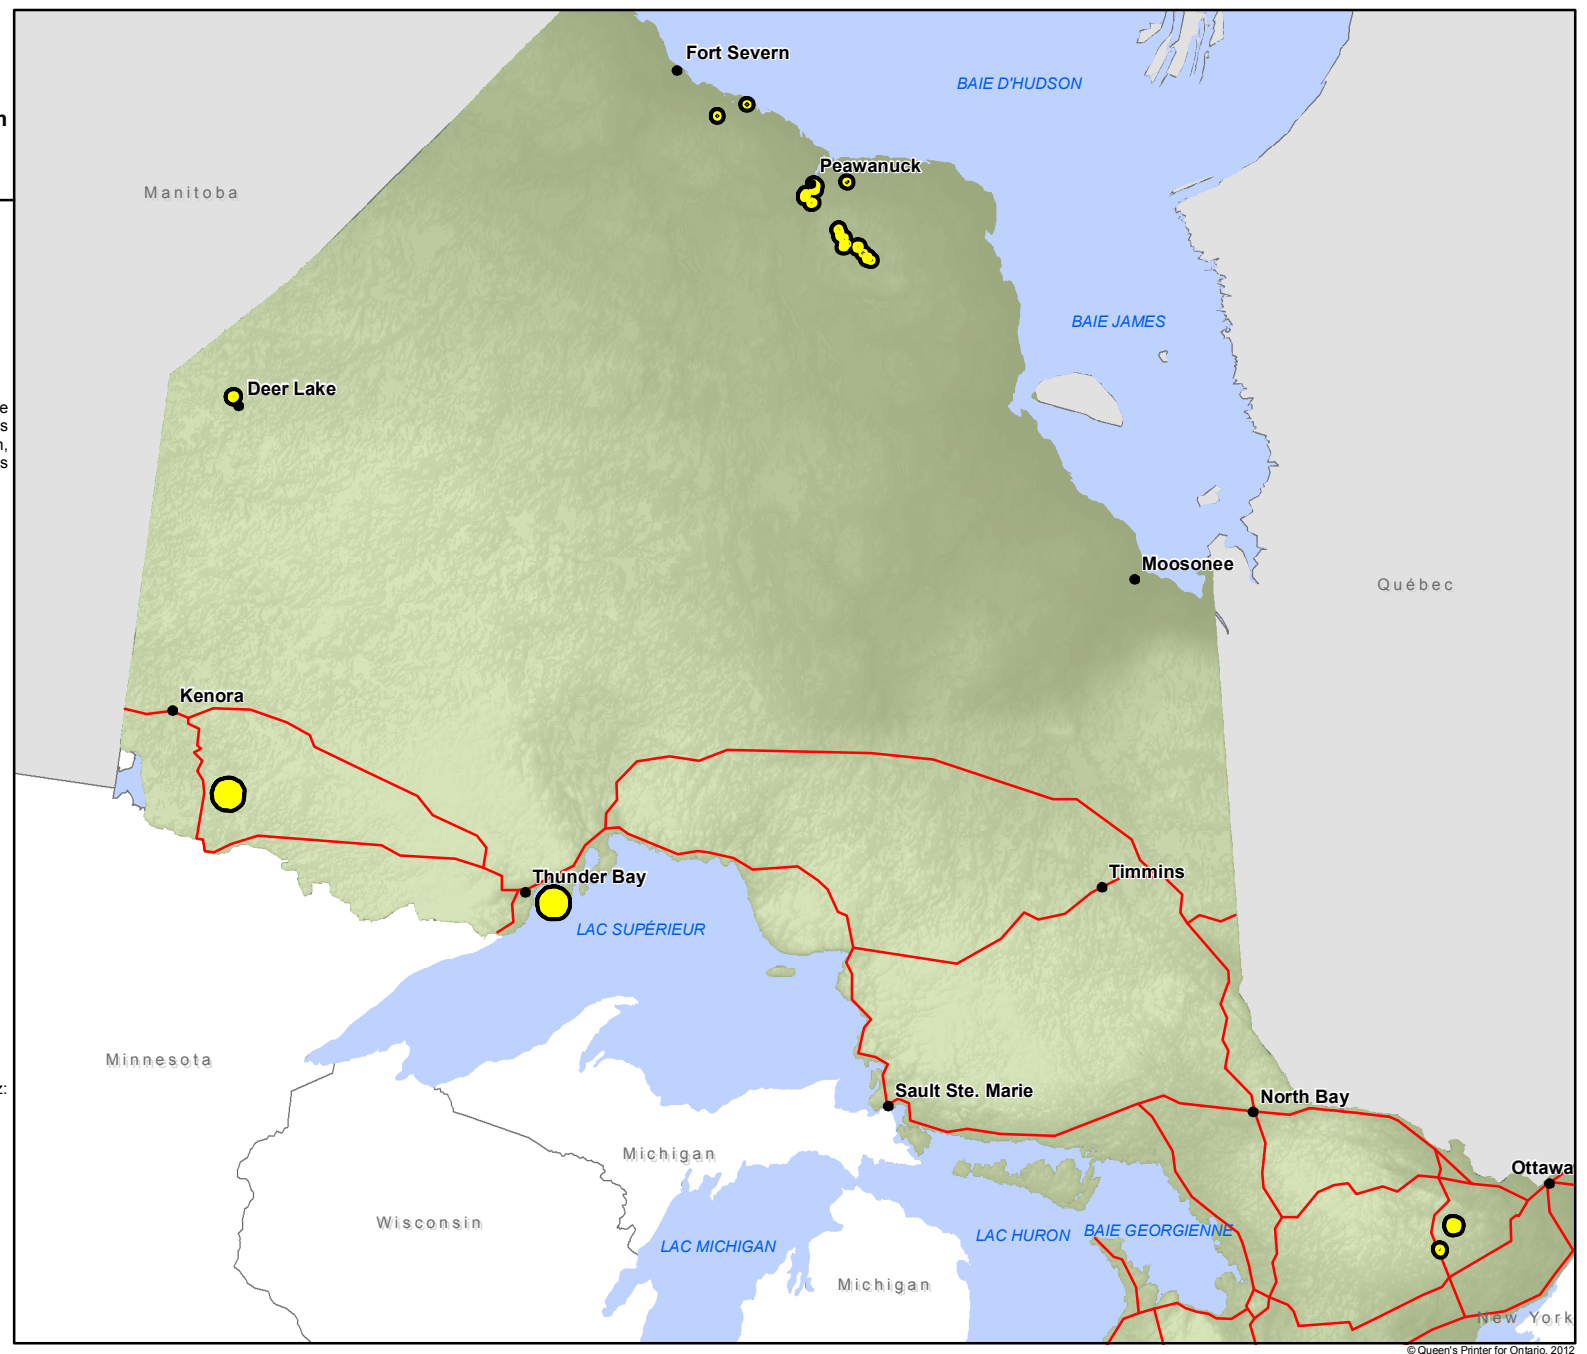 Fort Severn
BAIE D'HUDSON
n
Peawanuck
Manitoba
BAIE JAMES
Deer Lake
e
s
n,
s
Moosonee
Québec
Kenora
Thunder Bay
Timmins
LAC SUPÉRIEUR
Minnesota
z:
Sault Ste. Marie
North Bay
Michigan
Ottawa
Wisconsin
LAC HURON
BAIE GEORGIENNE
LAC MICHIGAN
Michigan
New York
© Queen's Printer for Ontario, 2012